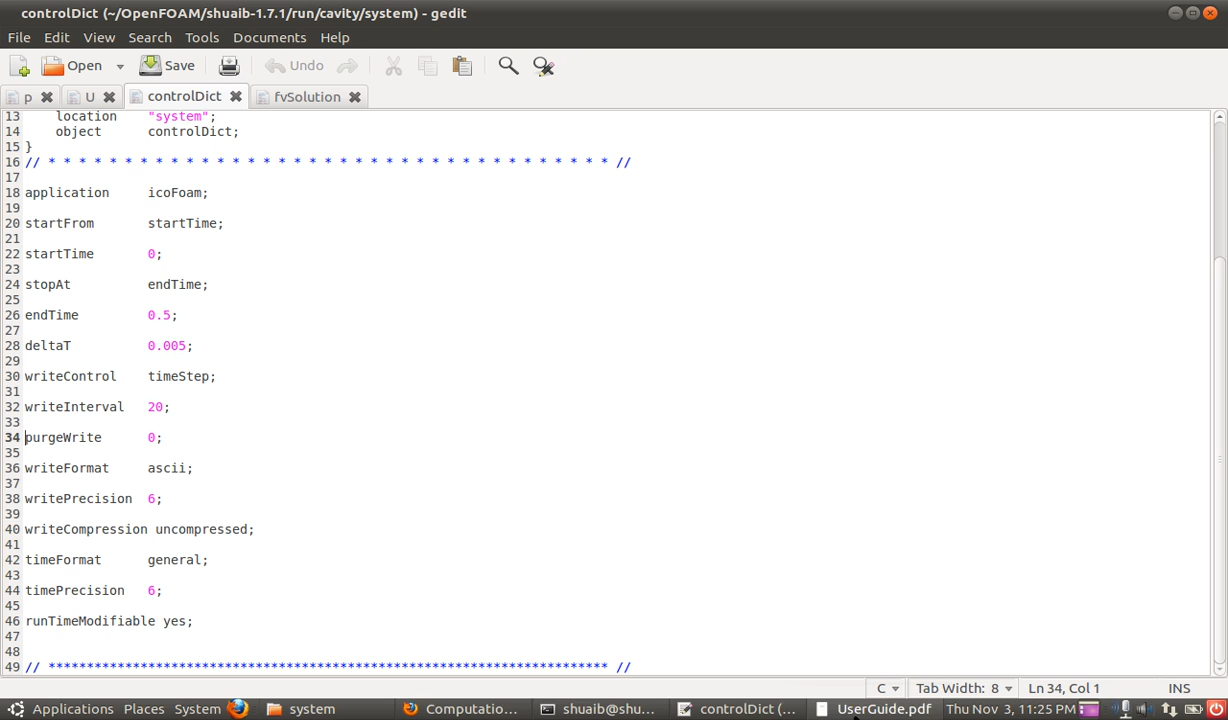 controlDict (~/OpenFOAM/shuaib-1.7.1/run/cavity/system) - gedit
File Edit View Search Tools Documents Help
Open Save Undo
p U controlDict fvSolution
13 location "system";
14 object controlDict;
15 }
16 // * * * * * * * * * * * * * * * * * * * * * * * * * * * * * * * * * * * * * //
17
18 application icoFoam;
19
20 startFrom startTime;
21
22 startTime 0;
23
24 stopAt endTime;
25
26 endTime 0.5;
27
28 deltaT 0.005;
29
30 writeControl timeStep;
31
32 writeInterval 20;
33
34 purgeWrite 0;
35
36 writeFormat ascii;
37
38 writePrecision 6;
39
40 writeCompression uncompressed;
41
42 timeFormat general;
43
44 timePrecision 6;
45
46 runTimeModifiable yes;
47
48
49 // ************************************************************************* //
C Tab Width: 8 Ln 34, Col 1 INS
Applications Places System system Computatio... shuaib@shu... controlDict (... UserGuide.pdf Thu Nov 3, 11:25 PM